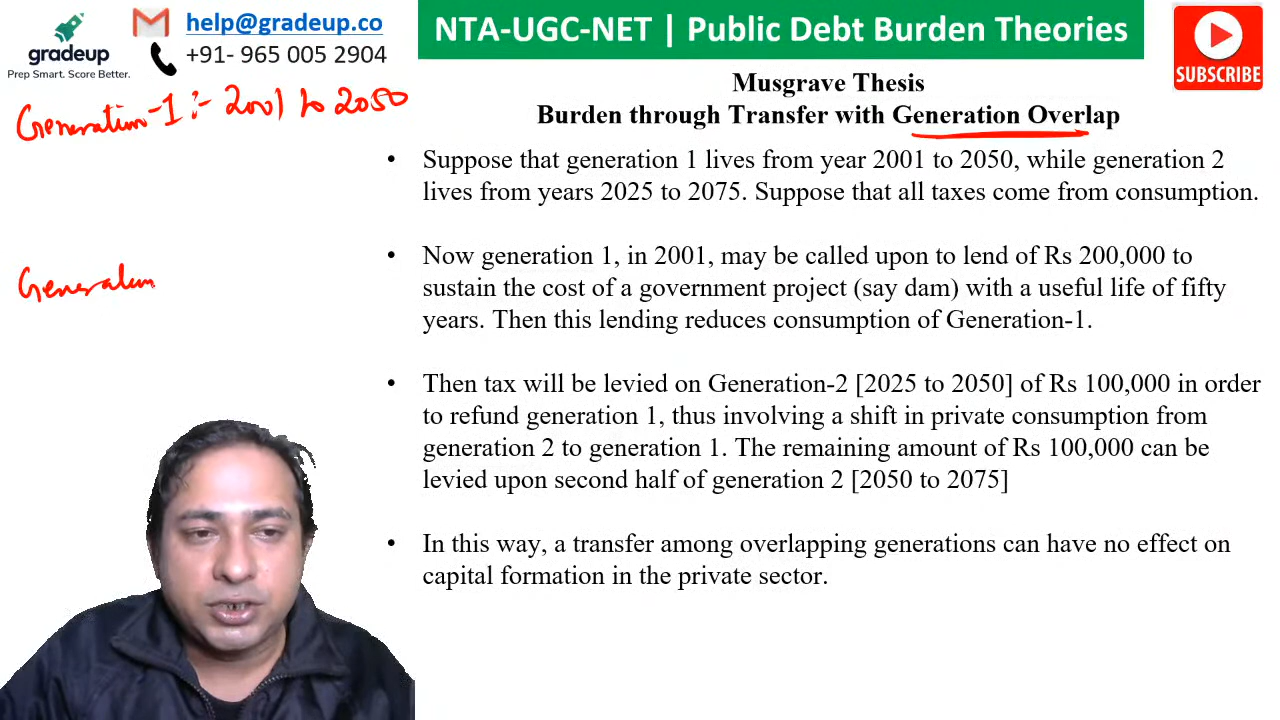 gradeup
Prep Smart. Score Better.
help@gradeup.co
+91- 965 005 2904
NTA-UGC-NET | Public Debt Burden Theories
SUBSCRIBE
Musgrave Thesis
Burden through Transfer with Generation Overlap
Generation-1 :- 2001 to 2050
• Suppose that generation 1 lives from year 2001 to 2050, while generation 2
lives from years 2025 to 2075. Suppose that all taxes come from consumption.
• Now generation 1, in 2001, may be called upon to lend of Rs 200,000 to
sustain the cost of a government project (say dam) with a useful life of fifty
years. Then this lending reduces consumption of Generation-1.
• Then tax will be levied on Generation-2 [2025 to 2050] of Rs 100,000 in order
to refund generation 1, thus involving a shift in private consumption from
generation 2 to generation 1. The remaining amount of Rs 100,000 can be
levied upon second half of generation 2 [2050 to 2075]
• In this way, a transfer among overlapping generations can have no effect on
capital formation in the private sector.